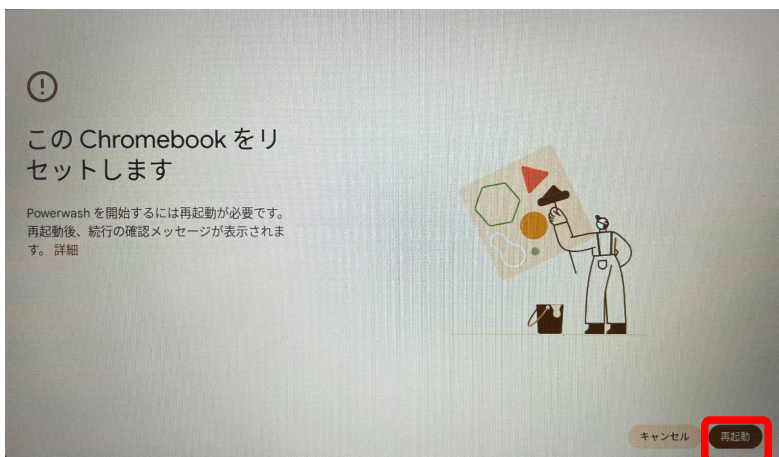 この Chromebook をリ
セットします
Powerwash を開始するには再起動が必要です。
再起動後、続行の確認メッセージが表示されま
す。 詳細
キャンセル
再起動